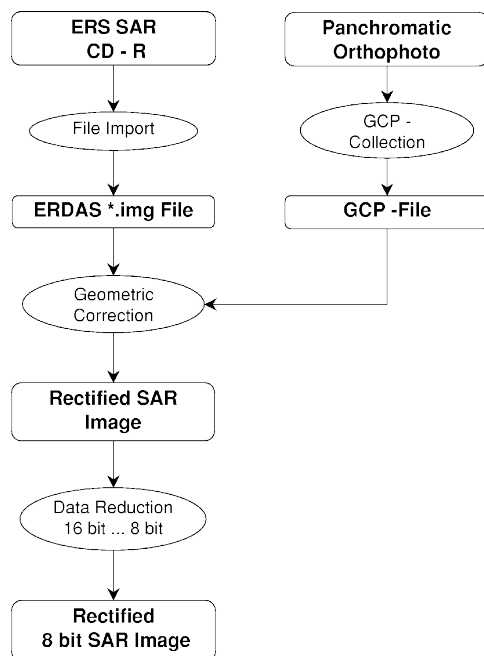 ERS SAR
CD - R
Panchromatic
Orthophoto
File Import
GCP -
Collection
ERDAS *.img File
GCP -File
Geometric
Correction
Rectified SAR
Image
Data Reduction
16 bit ... 8 bit
Rectified
8 bit SAR Image